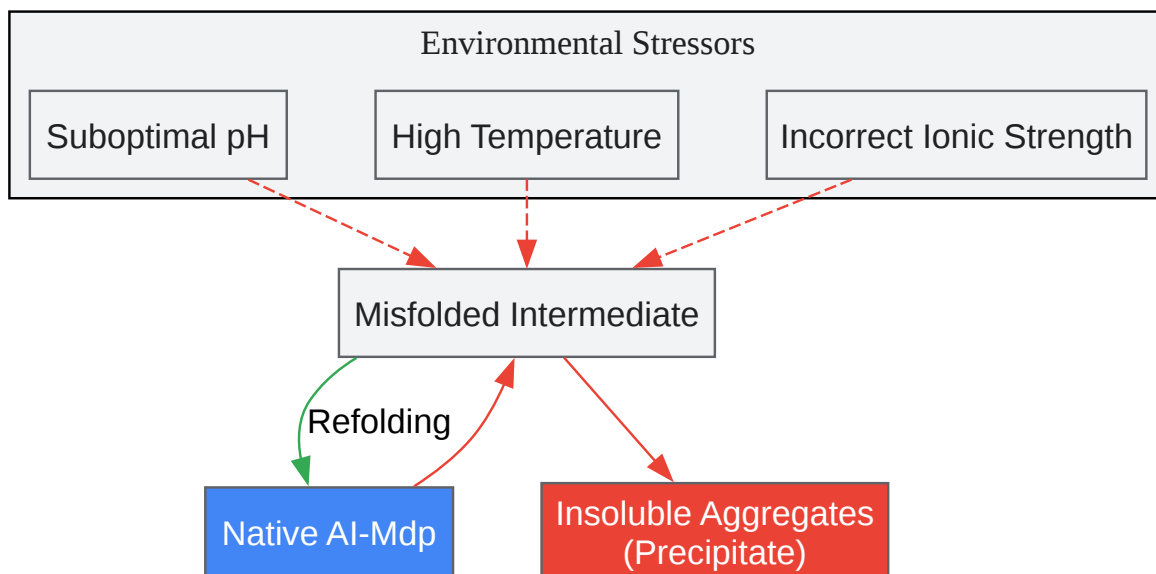 Environmental Stressors
Suboptimal pH
High Temperature
Incorrect Ionic Strength
Misfolded Intermediate
Refolding
Native AI-Mdp
Insoluble Aggregates
(Precipitate)